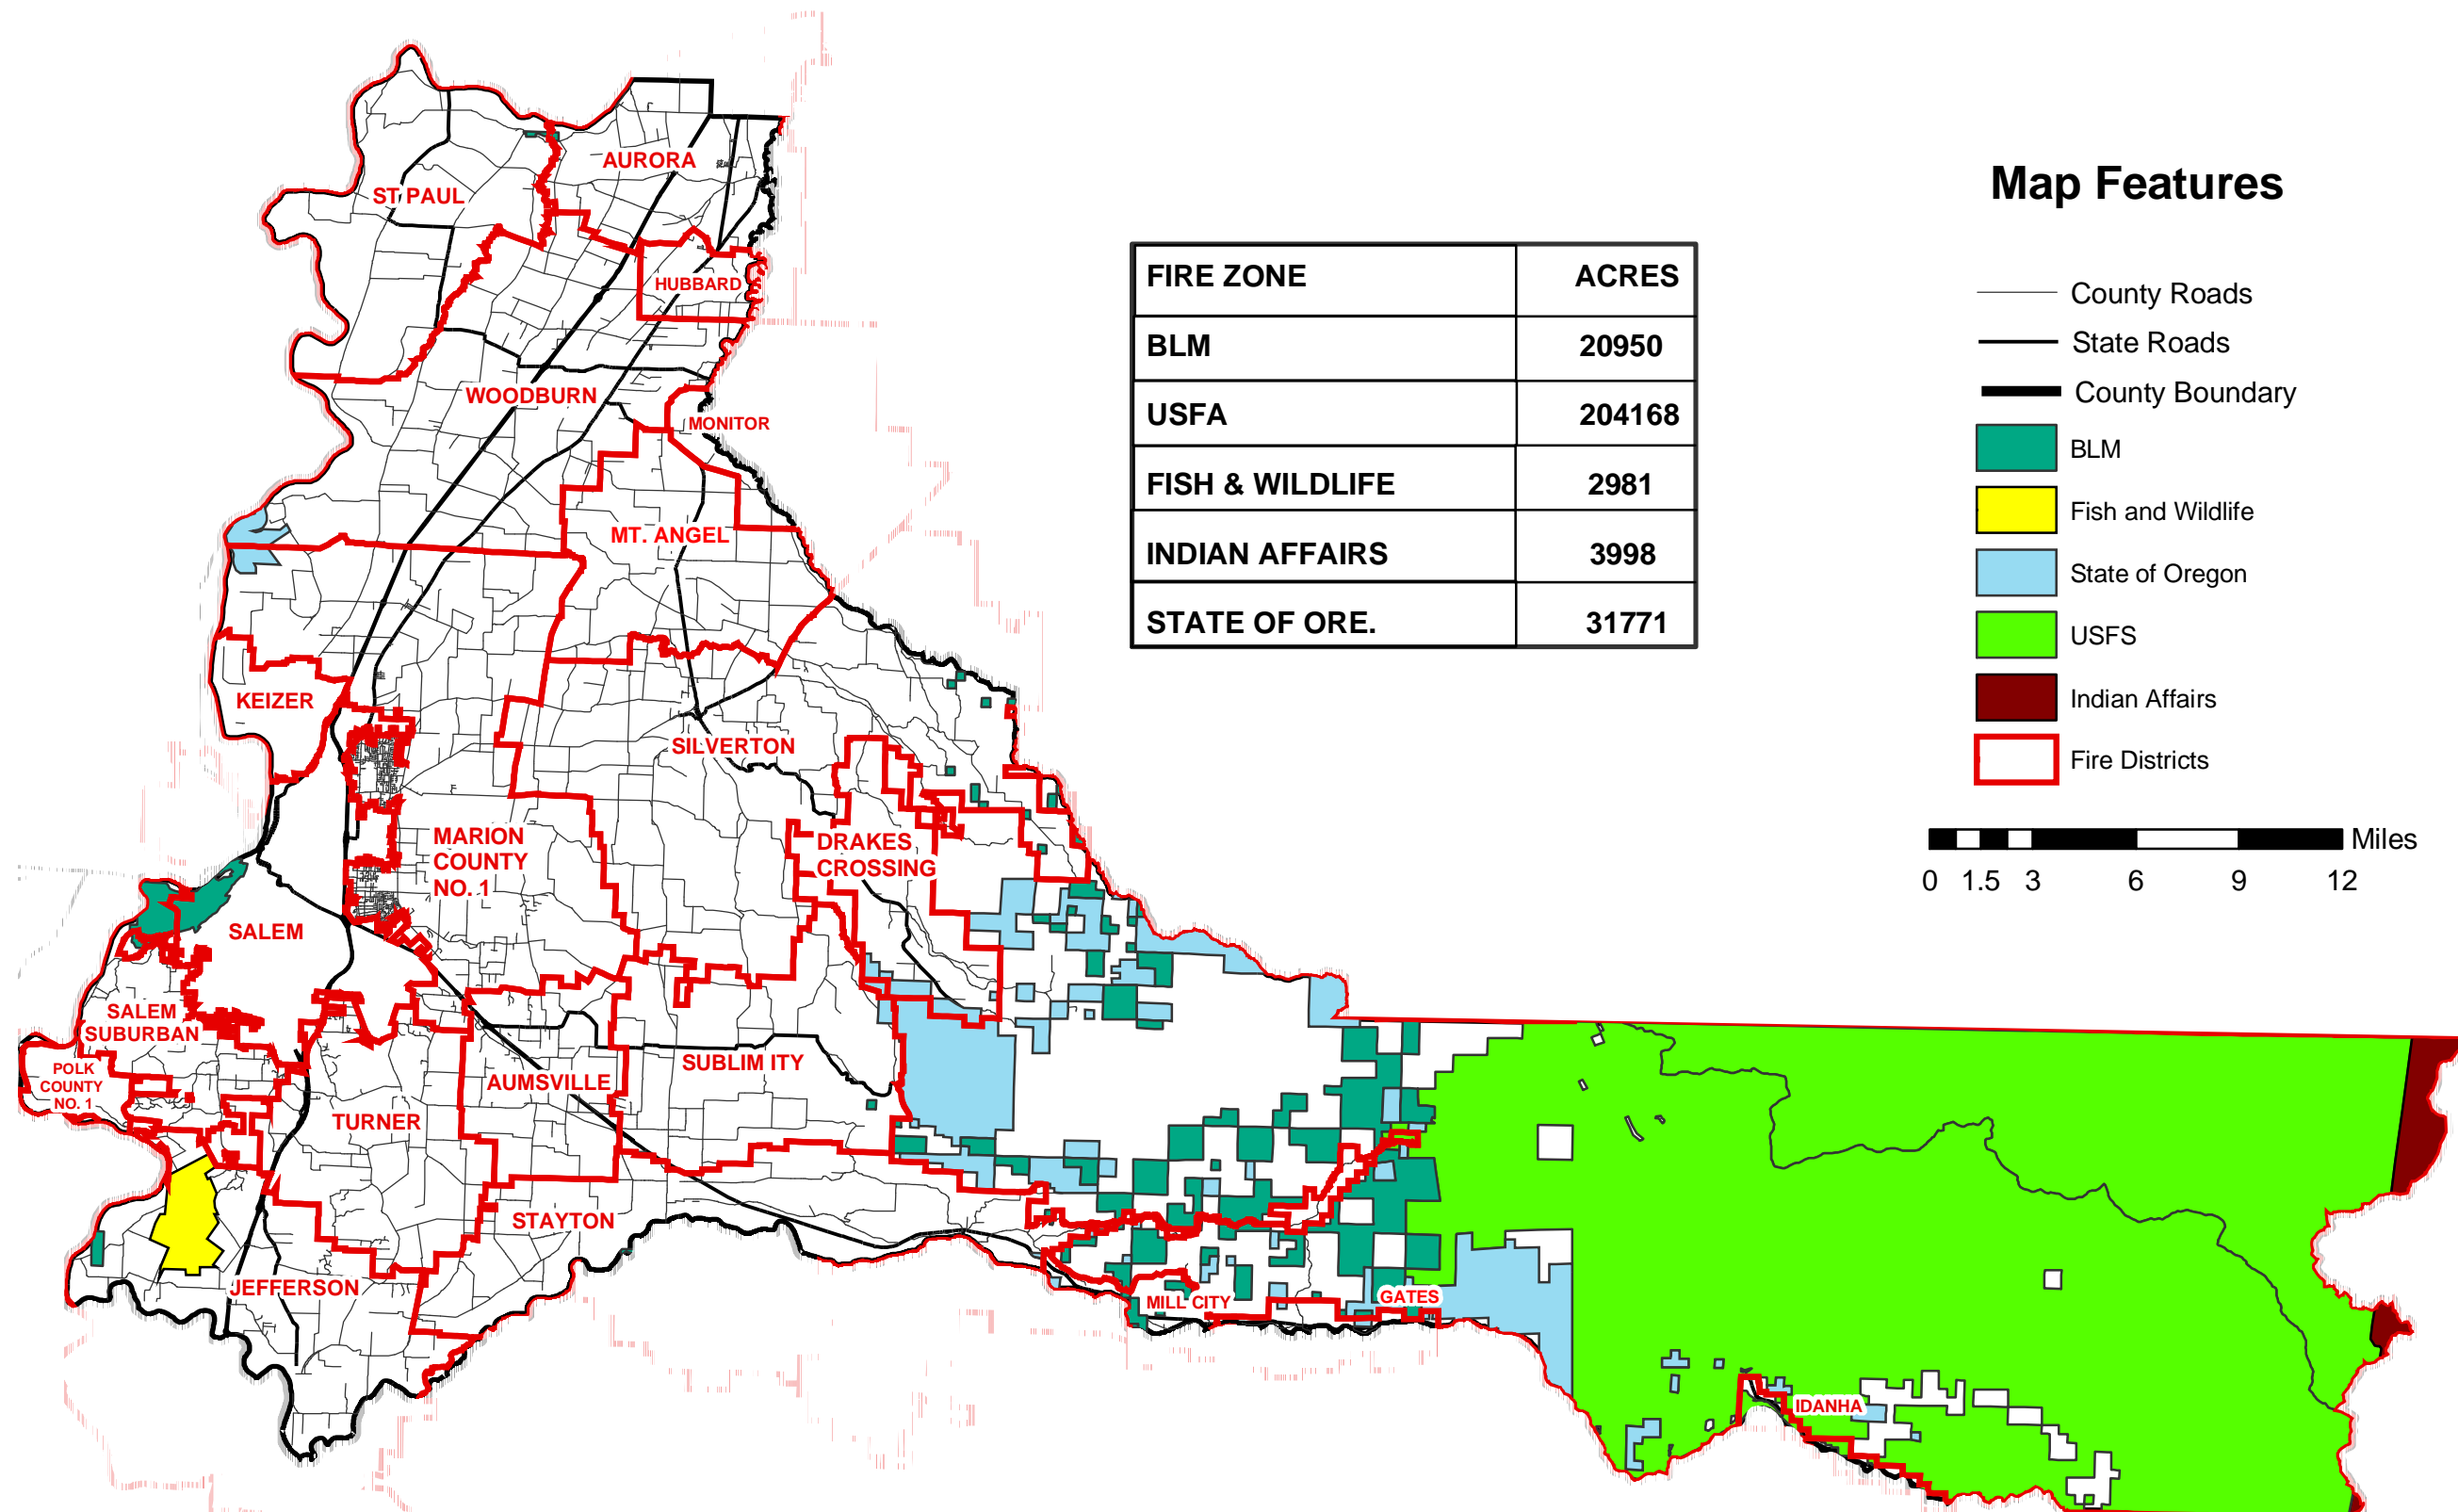 Map Features
AURORA
ST PAUL
HUBBARD
WOODBURN
MONITOR
MT. ANGEL
KEIZER
SILVERTON
MARION
COUNTY
NO. 1
DRAKES
CROSSING
SALEM
SALEM
SUBURBAN
POLK
COUNTY
NO. 1
SUBLIM ITY
AUMSVILLE
TURNER
STAYTON
JEFFERSON
MILL CITY
GATES
IDANHA
FIRE ZONE ACRES
BLM 20950
USFA 204168
FISH & WILDLIFE 2981
INDIAN AFFAIRS 3998
STATE OF ORE. 31771
County Roads
State Roads
County Boundary
BLM
Fish and Wildlife
State of Oregon
USFS
Indian Affairs
Fire Districts
Miles
0 1.5 3 6 9 12